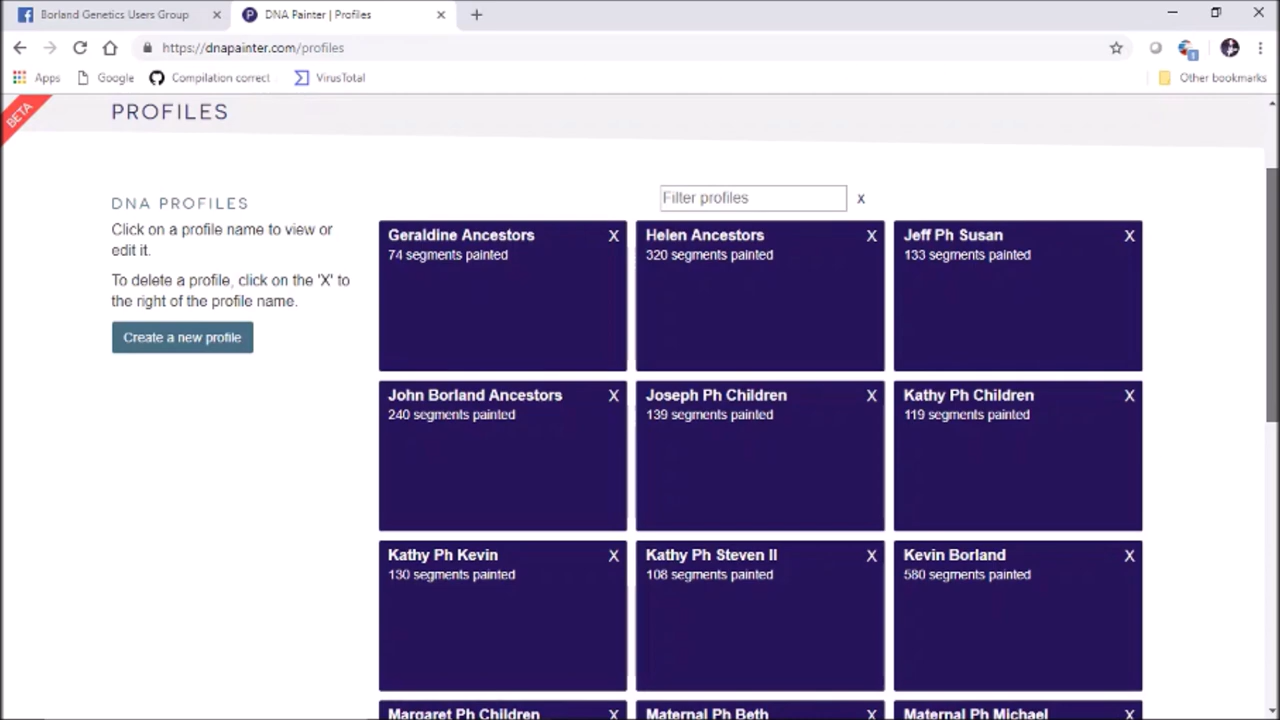 Borland Genetics Users Group
DNA Painter | Profiles
https://dnapainter.com/profiles
Apps Google Compilation correct VirusTotal Other bookmarks
BETA
PROFILES
DNA PROFILES
Click on a profile name to view or
edit it.
To delete a profile, click on the 'X' to
the right of the profile name.
Create a new profile
Filter profiles x
Geraldine Ancestors X
74 segments painted
Helen Ancestors X
320 segments painted
Jeff Ph Susan X
133 segments painted
John Borland Ancestors X
240 segments painted
Joseph Ph Children X
139 segments painted
Kathy Ph Children X
119 segments painted
Kathy Ph Kevin X
130 segments painted
Kathy Ph Steven II X
108 segments painted
Kevin Borland X
580 segments painted
Margaret Ph Children X
Maternal Ph Beth X
Maternal Ph Michael X